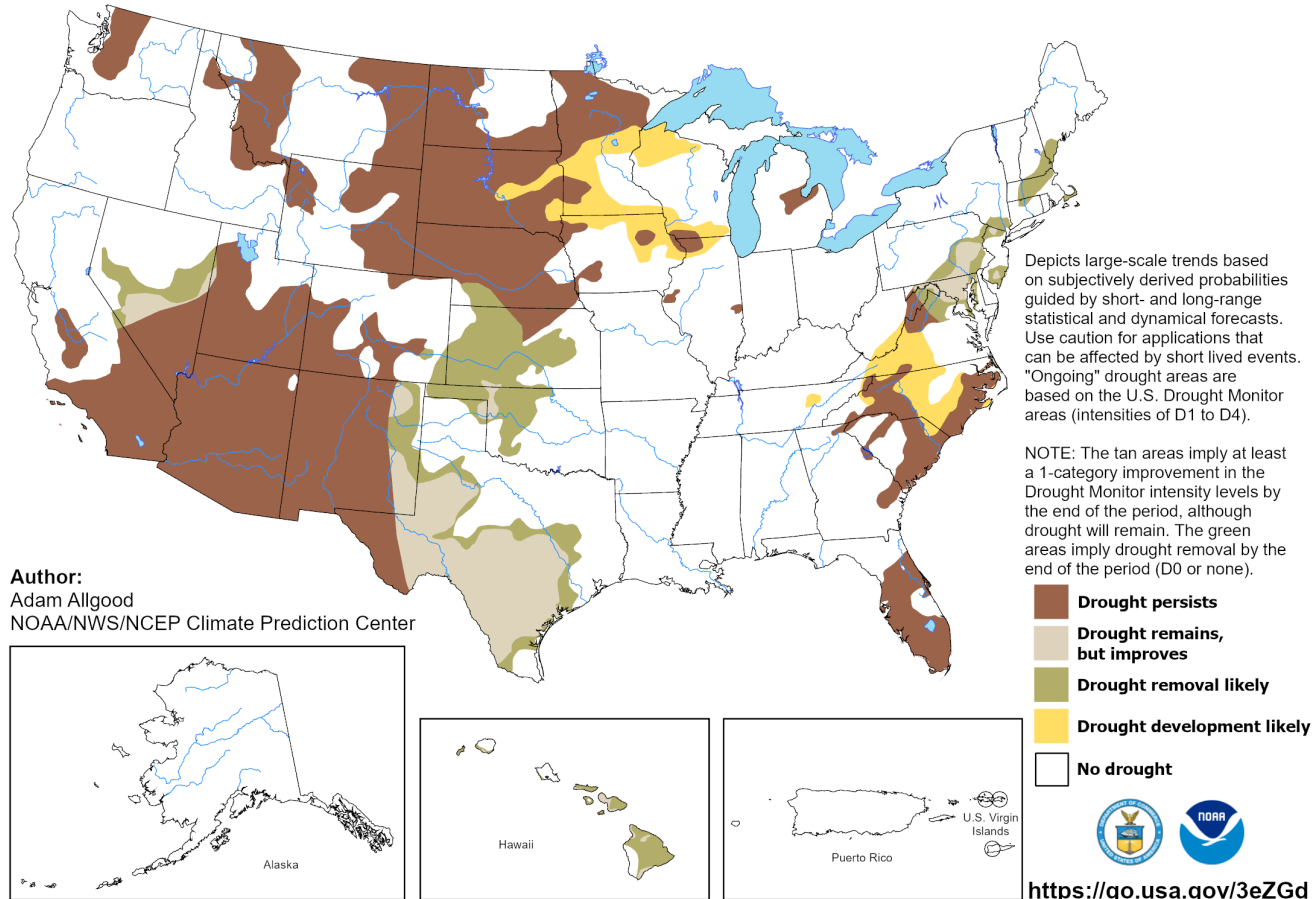 Depicts large-scale trends based
on subjectively derived probabilities
guided by short- and long-range
statistical and dynamical forecasts.
Use caution for applications that
can be affected by short lived events.
"Ongoing" drought areas are
based on the U.S. Drought Monitor
areas (intensities of D1 to D4).
NOTE: The tan areas imply at least
a 1-category improvement in the
Drought Monitor intensity levels by
the end of the period, although
drought will remain. The green
areas imply drought removal by the
end of the period (D0 or none).
Author:
Adam Allgood
NOAA/NWS/NCEP Climate Prediction Center
Drought persists
Drought remains,
but improves
Drought removal likely
Drought development likely
No drought
Alaska
Hawaii
Puerto Rico
U.S. Virgin
Islands
NOAA
https://go.usa.gov/3eZGd